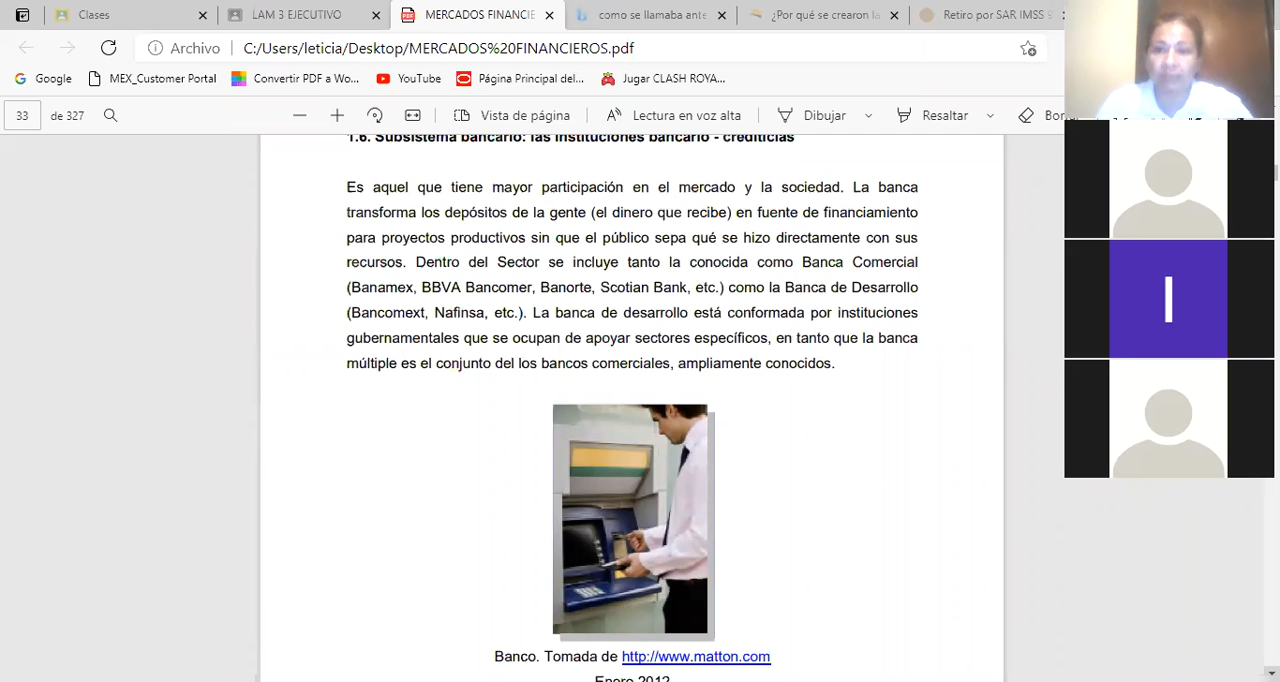 Clases
LAM 3 EJECUTIVO
MERCADOS FINANCIE
como se llamaba ante
¿Por qué se crearon la
Retiro por SAR IMSS 9
Archivo
C:/Users/leticia/Desktop/MERCADOS%20FINANCIEROS.pdf
Google
MEX_Customer Portal
Convertir PDF a Wo...
YouTube
Página Principal del...
Jugar CLASH ROYA...
33 de 327
Vista de página
Lectura en voz alta
Dibujar
Resaltar
Bor
1.6. Subsistema bancario: las instituciones bancario - crediticias
Es aquel que tiene mayor participación en el mercado y la sociedad. La banca
transforma los depósitos de la gente (el dinero que recibe) en fuente de financiamiento
para proyectos productivos sin que el público sepa qué se hizo directamente con sus
recursos. Dentro del Sector se incluye tanto la conocida como Banca Comercial
(Banamex, BBVA Bancomer, Banorte, Scotian Bank, etc.) como la Banca de Desarrollo
(Bancomext, Nafinsa, etc.). La banca de desarrollo está conformada por instituciones
gubernamentales que se ocupan de apoyar sectores específicos, en tanto que la banca
múltiple es el conjunto del los bancos comerciales, ampliamente conocidos.
Banco. Tomada de http://www.matton.com
Enero 2012
I